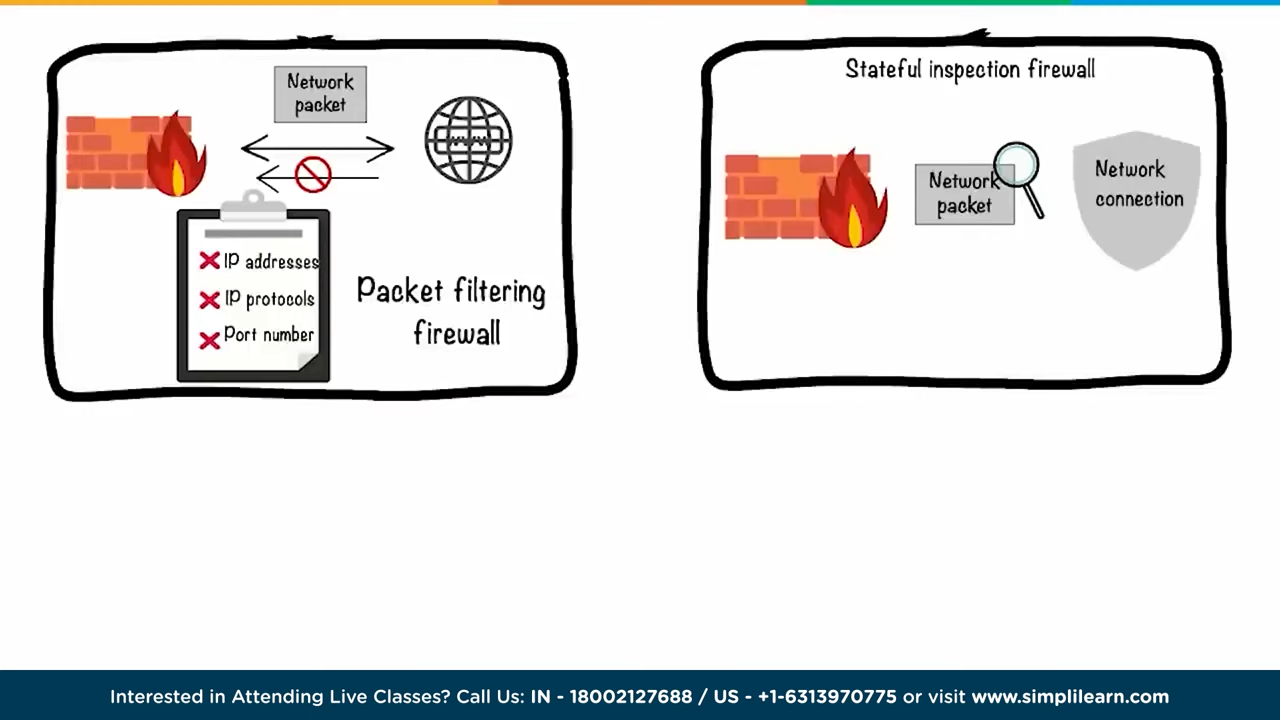 Network
packet
www
IP addresses
IP protocols
Port number
Packet filtering
firewall
Stateful inspection firewall
Network
packet
Network
connection
Interested in Attending Live Classes? Call Us: IN - 18002127688 / US - +1-6313970775 or visit www.simplilearn.com